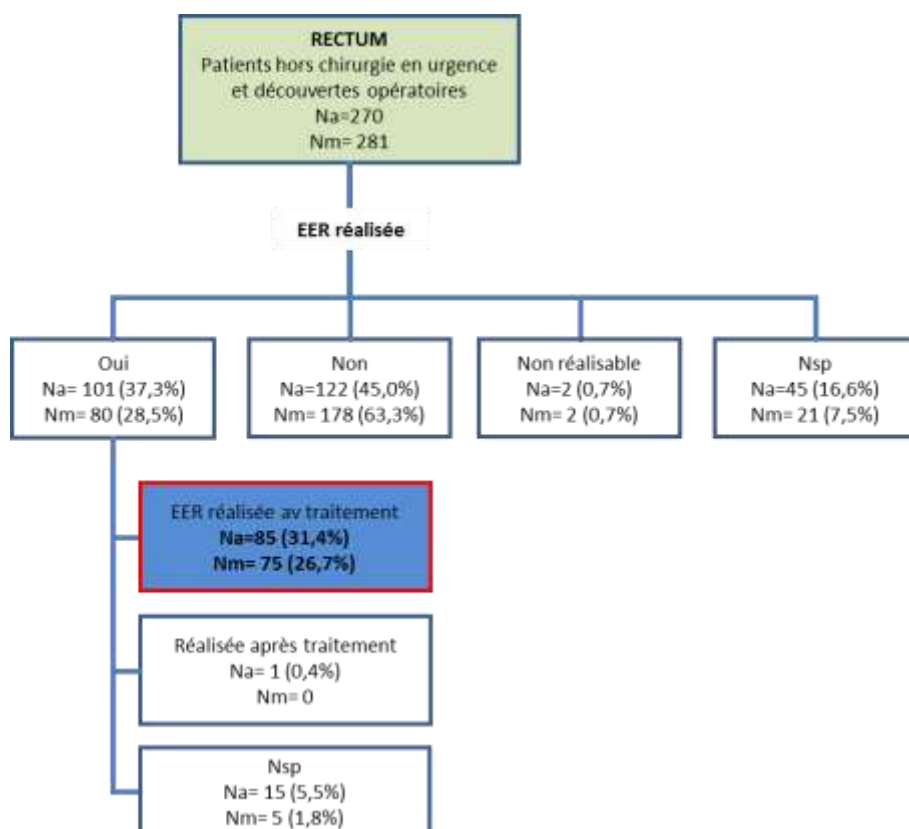 RECTUM
Patients hors chirurgie en urgence
et découvertes opératoires
Na=270
Nm= 281
EER réalisée
Oui
Na= 101 (37,3%)
Nm= 80 (28,5%)
Non
Na=122 (45,0%)
Nm= 178 (63,3%)
Non réalisable
Na=2 (0,7%)
Nm= 2 (0,7%)
Nsp
Na=45 (16,6%)
Nm= 21 (7,5%)
EER réalisée av traitement
Na=85 (31,4%)
Nm= 75 (26,7%)
Réalisée après traitement
Na= 1 (0,4%)
Nm= 0
Nsp
Na= 15 (5,5%)
Nm= 5 (1,8%)